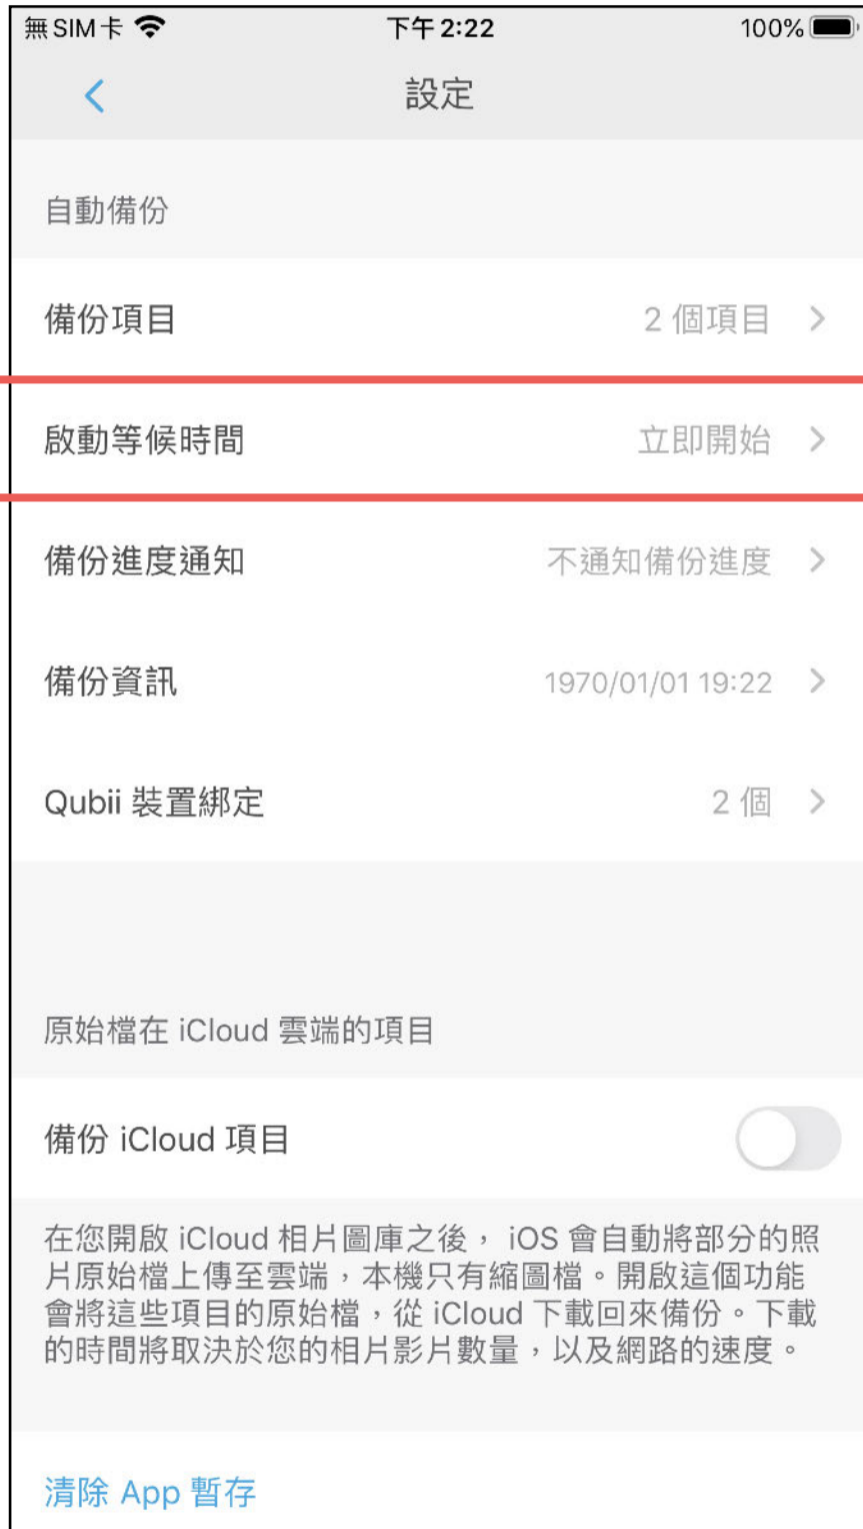 無SIM卡 下午2:22 100%
設定
自動備份
備份項目 2 個項目
啟動等候時間 立即開始
備份進度通知 不通知備份進度
備份資訊 1970/01/01 19:22
Qubii 裝置綁定 2 個
原始檔在 iCloud 雲端的項目
備份 iCloud 項目
在您開啟 iCloud 相片圖庫之後， iOS 會自動將部分的照
片原始檔上傳至雲端，本機只有縮圖檔。開啟這個功能
會將這些項目的原始檔，從 iCloud 下載回來備份。下載
的時間將取決於您的相片影片數量，以及網路的速度。
清除 App 暫存